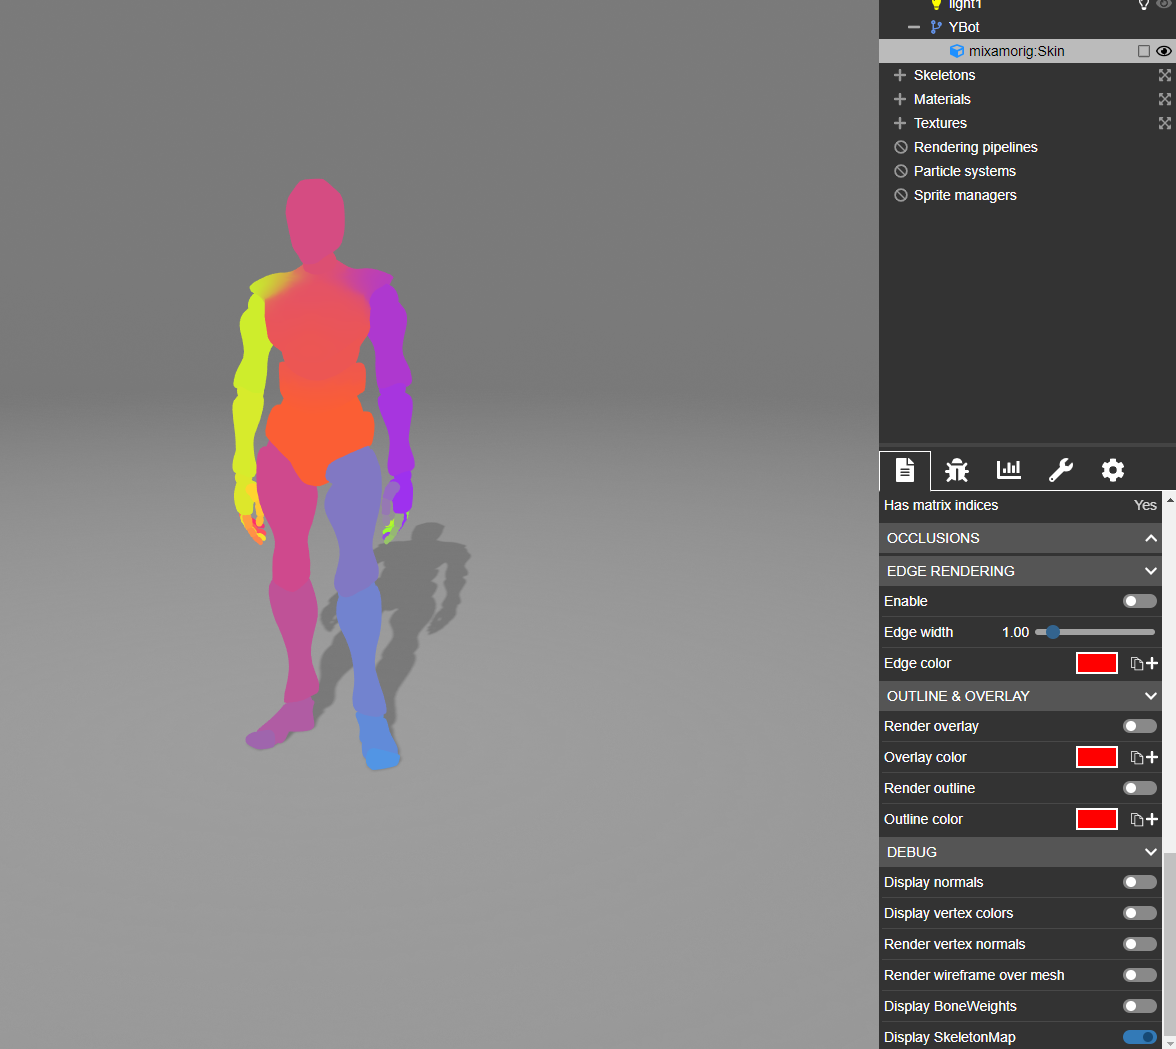 light1
YBot
mixamorig:Skin
Skeletons
Materials
Textures
Rendering pipelines
Particle systems
Sprite managers
Has matrix indices Yes
OCCLUSIONS
EDGE RENDERING
Enable
Edge width 1.00
Edge color
OUTLINE & OVERLAY
Render overlay
Overlay color
Render outline
Outline color
DEBUG
Display normals
Display vertex colors
Render vertex normals
Render wireframe over mesh
Display BoneWeights
Display SkeletonMap